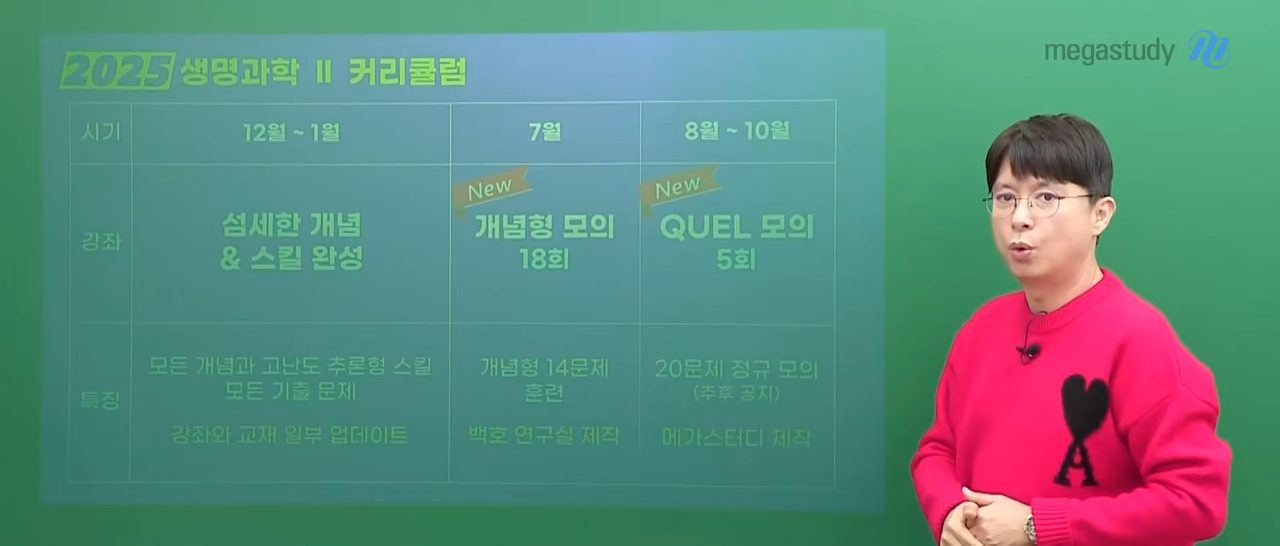 megastudy
2025 생명과학 II 커리큘럼
시기
12월 ~ 1월
7월
8월 ~ 10월
강좌
섬세한 개념
& 스킬 완성
New
개념형 모의
18회
New
QUEL 모의
5회
특징
모든 개념과 고난도 추론형 스킬
모든 기출 문제
강좌와 교재 일부 업데이트
개념형 14문제
훈련
백호 연구실 제작
20문제 정규 모의
(추후 공지)
메가스터디 제작
A